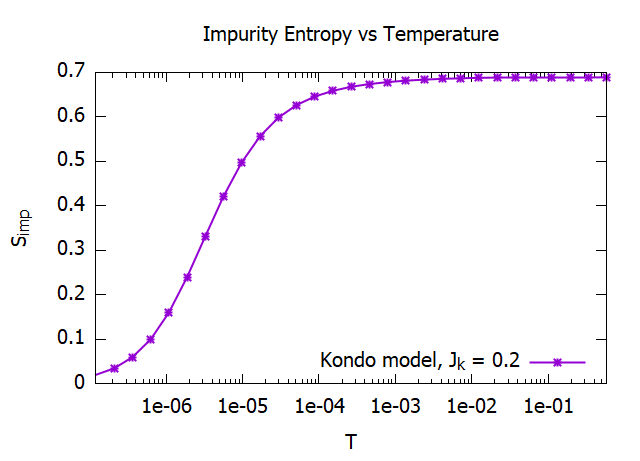 Impurity Entropy vs Temperature
0.7
0.6
0.5
0.4
0.3
0.2
0.1
0
S_imp
Kondo model, J_k = 0.2
1e-06 1e-05 1e-04 1e-03 1e-02 1e-01
T